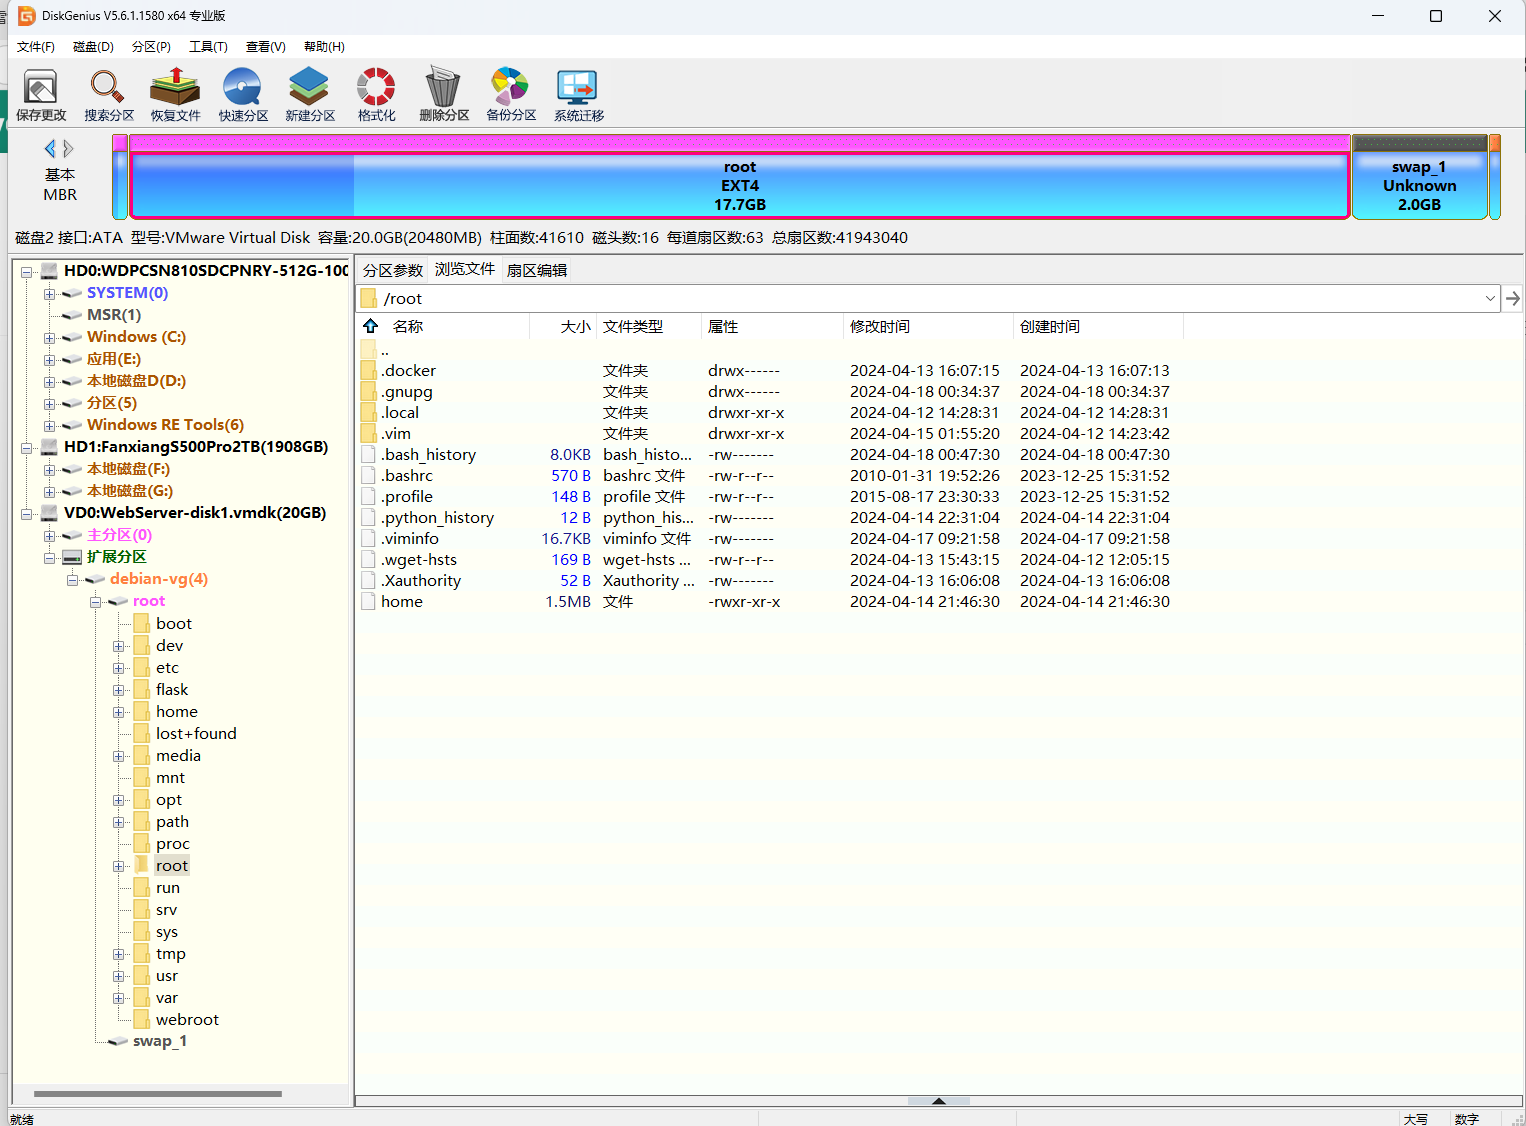 DiskGenius V5.6.1.1580 x64 专业版
文件(F) 磁盘(D) 分区(P) 工具(T) 查看(V) 帮助(H)
保存更改 搜索分区 恢复文件 快速分区 新建分区 格式化 删除分区 备份分区 系统迁移
基本
MBR
root
EXT4
17.7GB
swap_1
Unknown
2.0GB
磁盘2 接口:ATA 型号:VMware Virtual Disk 容量:20.0GB(20480MB) 柱面数:41610 磁头数:16 每道扇区数:63 总扇区数:41943040
HD0:WDPCSN810SDCPNRY-512G-100
SYSTEM(0)
MSR(1)
Windows (C:)
应用(E:)
本地磁盘D(D:)
分区(5)
Windows RE Tools(6)
HD1:FanxiangS500Pro2TB(1908GB)
本地磁盘(F:)
本地磁盘(G:)
VD0:WebServer-disk1.vmdk(20GB)
主分区(0)
扩展分区
debian-vg(4)
root
boot
dev
etc
flask
home
lost+found
media
mnt
opt
path
proc
root
run
srv
sys
tmp
usr
var
webroot
swap_1
分区参数 浏览文件 扇区编辑
/root
名称 大小 文件类型 属性 修改时间 创建时间
..
.docker 文件夹 drwx------ 2024-04-13 16:07:15 2024-04-13 16:07:13
.gnupg 文件夹 drwx------ 2024-04-18 00:34:37 2024-04-18 00:34:37
.local 文件夹 drwxr-xr-x 2024-04-12 14:28:31 2024-04-12 14:28:31
.vim 文件夹 drwxr-xr-x 2024-04-15 01:55:20 2024-04-12 14:23:42
.bash_history 8.0KB bash_histo... -rw------- 2024-04-18 00:47:30 2024-04-18 00:47:30
.bashrc 570 B bashrc 文件 -rw-r--r-- 2010-01-31 19:52:26 2023-12-25 15:31:52
.profile 148 B profile 文件 -rw-r--r-- 2015-08-17 23:30:33 2023-12-25 15:31:52
.python_history 12 B python_his... -rw------- 2024-04-14 22:31:04 2024-04-14 22:31:04
.viminfo 16.7KB viminfo 文件 -rw------- 2024-04-17 09:21:58 2024-04-17 09:21:58
.wget-hsts 169 B wget-hsts ... -rw-r--r-- 2024-04-13 15:43:15 2024-04-12 12:05:15
.Xauthority 52 B Xauthority ... -rw------- 2024-04-13 16:06:08 2024-04-13 16:06:08
home 1.5MB 文件 -rwxr-xr-x 2024-04-14 21:46:30 2024-04-14 21:46:30
就绪 大写 数字